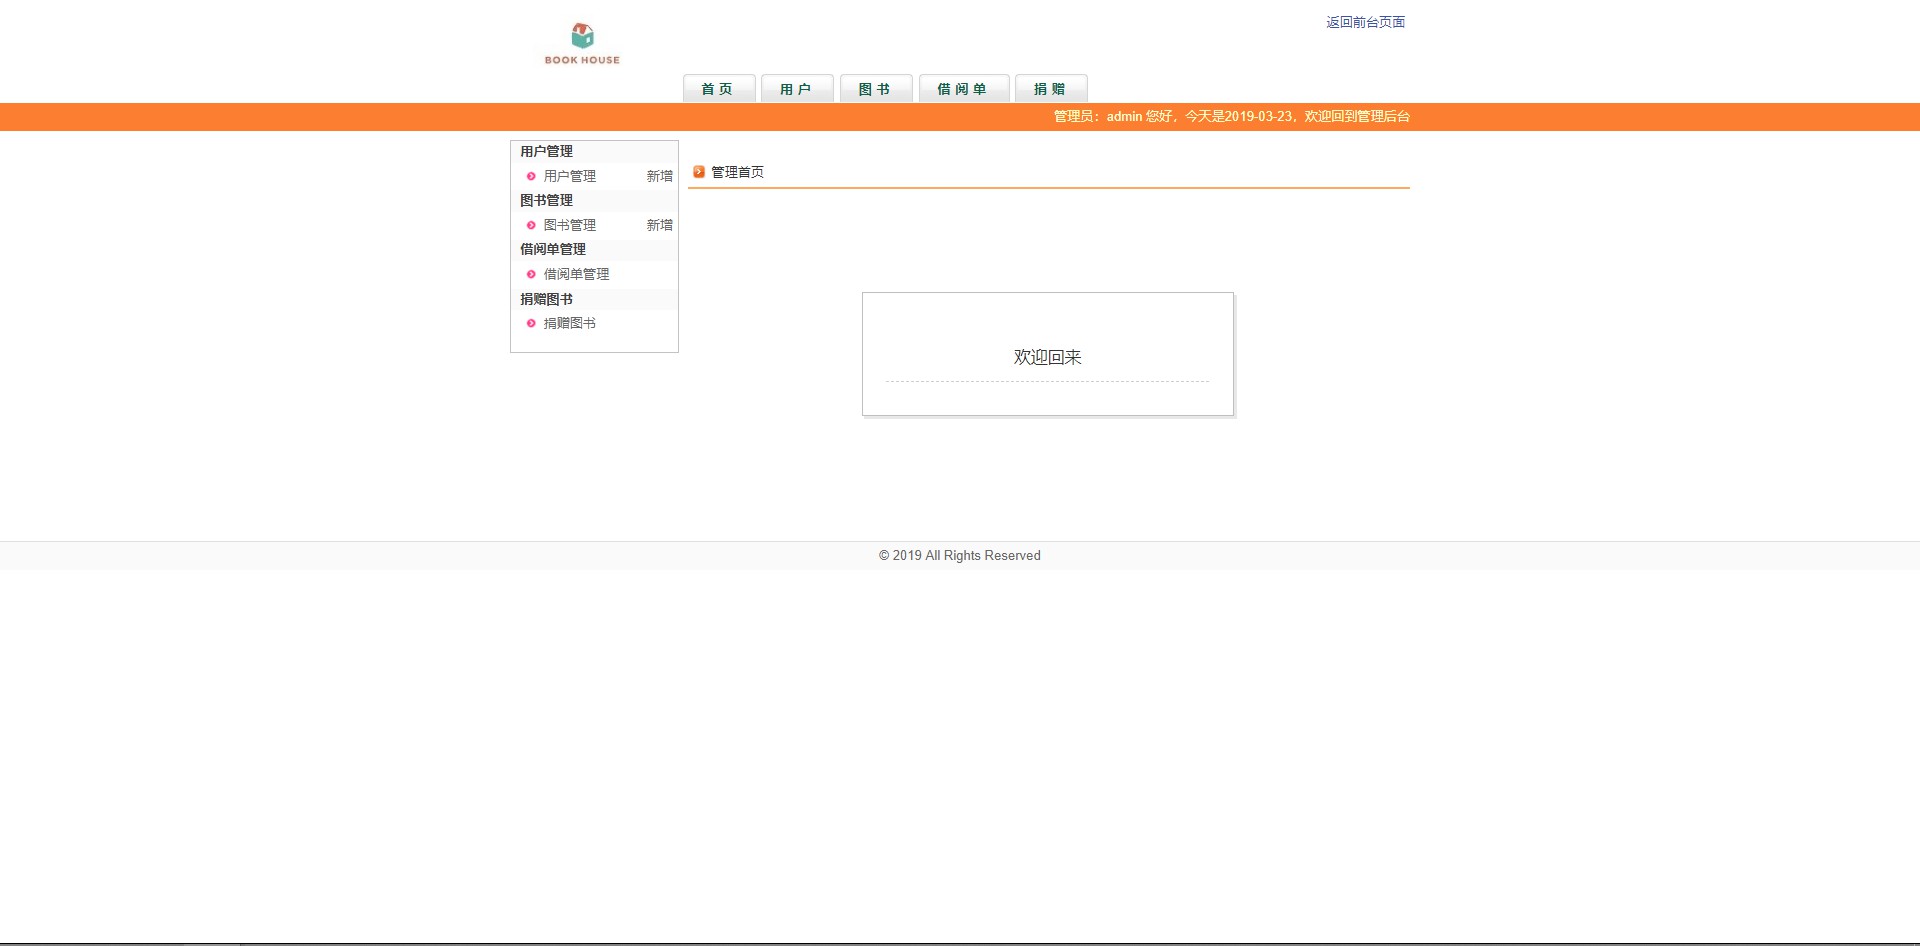 返回前台页面
BOOK HOUSE
首页 用户 图书 借阅单 捐赠
管理员：admin 您好，今天是2019-03-23，欢迎回到管理后台
用户管理
用户管理 新增
图书管理
图书管理 新增
借阅单管理
借阅单管理
捐赠图书
捐赠图书
管理首页
欢迎回来
© 2019 All Rights Reserved